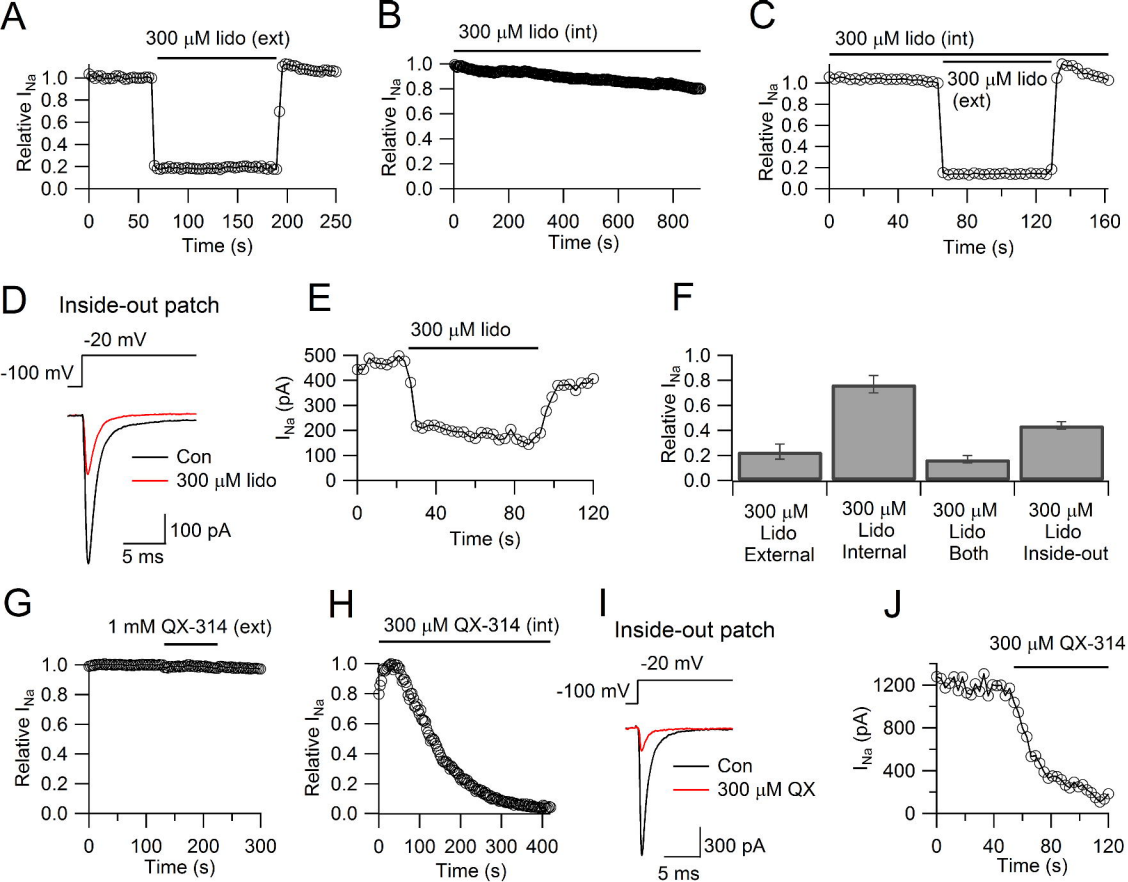 A
300 μM lido (ext)
Relative I Na
1.0
0.8
0.6
0.4
0.2
0.0
0 50 100 150 200 250
Time (s)
B
300 μM lido (int)
Relative I Na
1.0
0.8
0.6
0.4
0.2
0.0
0 200 400 600 800
Time (s)
C
300 μM lido (int)
300 μM lido
(ext)
Relative I Na
1.0
0.8
0.6
0.4
0.2
0.0
0 40 80 120 160
Time (s)
D
Inside-out patch
-20 mV
-100 mV
Con
300 μM lido
100 pA
5 ms
E
300 μM lido
I Na (pA)
500
400
300
200
100
0
0 40 80 120
Time (s)
F
Relative I Na
1.0
0.8
0.6
0.4
0.2
0.0
300 μM 300 μM 300 μM 300 μM
Lido Lido Lido Lido
External Internal Both Inside-out
G
1 mM QX-314 (ext)
Relative I Na
1.0
0.8
0.6
0.4
0.2
0.0
0 100 200 300
Time (s)
H
300 μM QX-314 (int)
Relative I Na
1.0
0.8
0.6
0.4
0.2
0.0
0 100 200 300 400
Time (s)
I
Inside-out patch
-20 mV
-100 mV
Con
300 μM QX
300 pA
5 ms
J
300 μM QX-314
I Na (pA)
1200
800
400
0
0 40 80 120
Time (s)